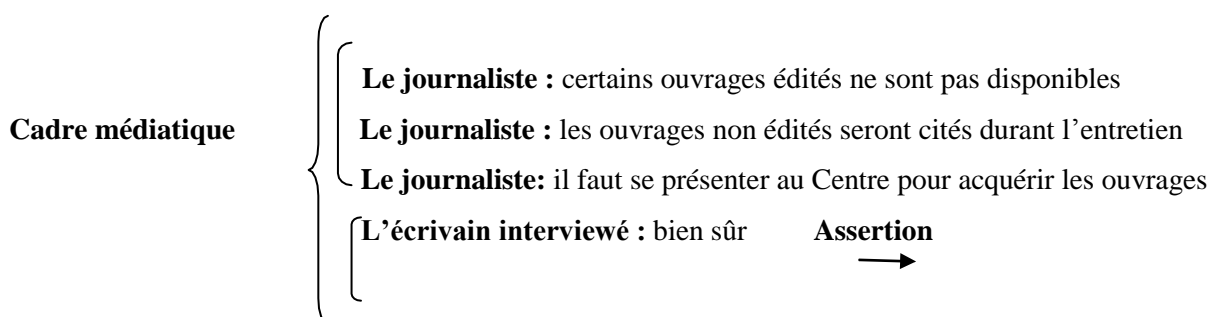 Le journaliste : certains ouvrages édités ne sont pas disponibles
Cadre médiatique Le journaliste : les ouvrages non édités seront cités durant l’entretien
Le journaliste: il faut se présenter au Centre pour acquérir les ouvrages
L’écrivain interviewé : bien sûr Assertion